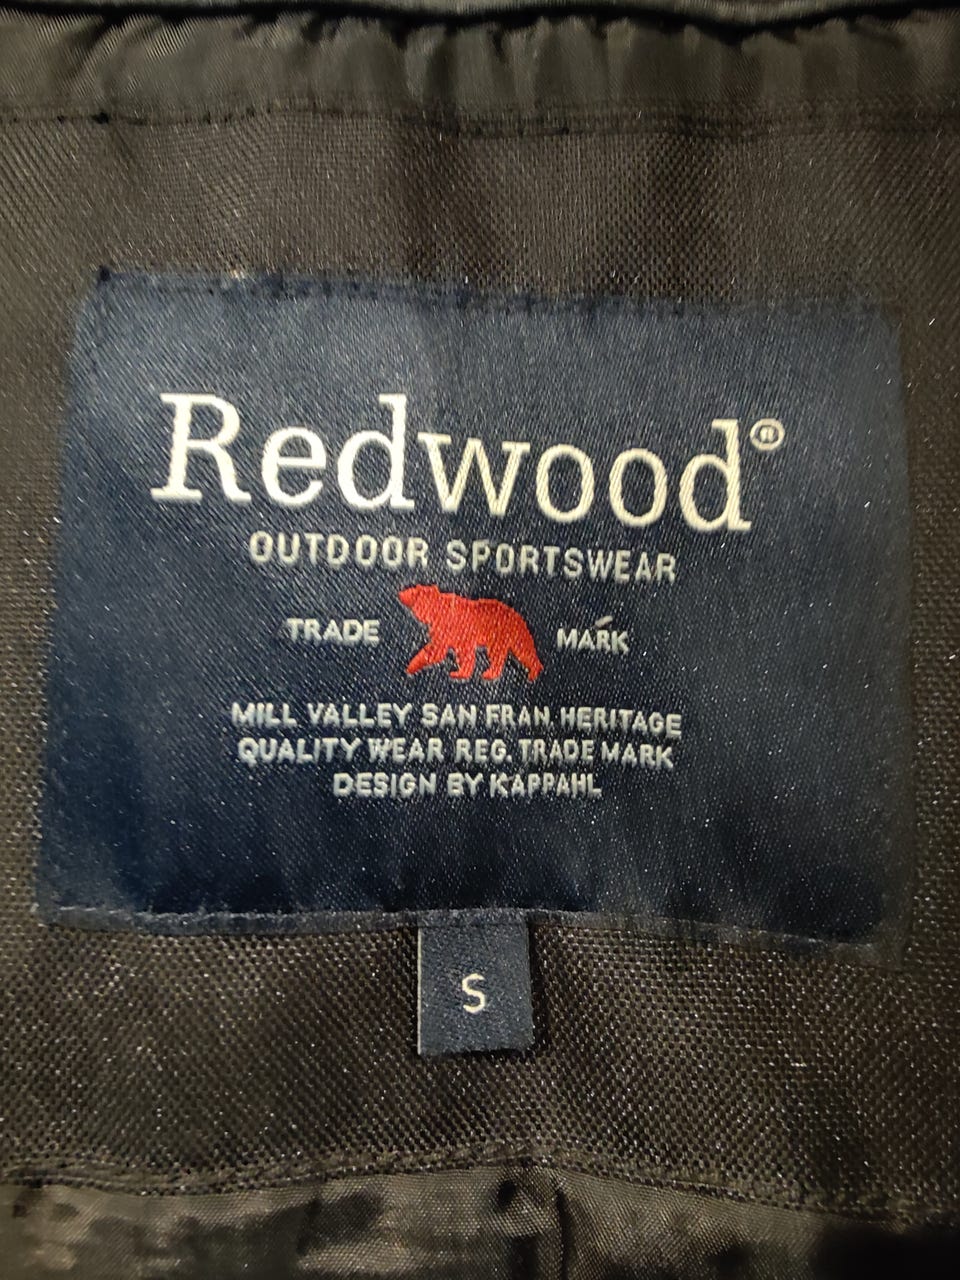 Redwood®
OUTDOOR SPORTSWEAR
TRADE MARK
MILL VALLEY SAN FRAN. HERITAGE
QUALITY WEAR REG. TRADE MARK
DESIGN BY KAPPAHL
S